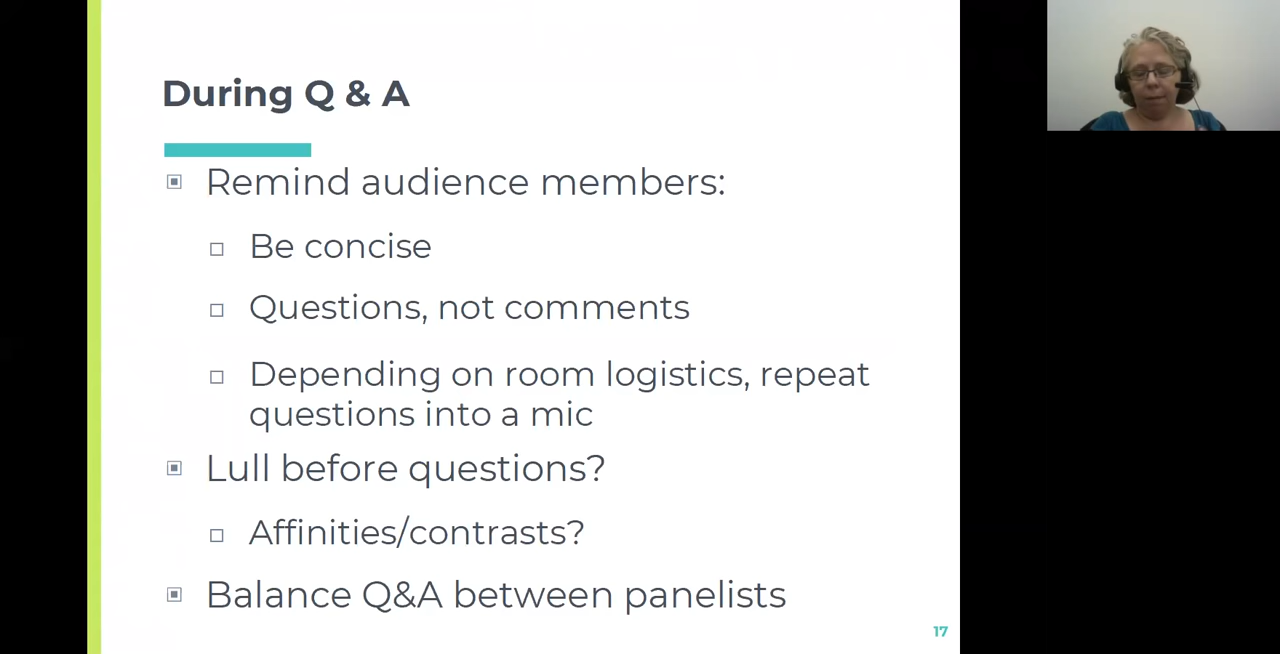 During Q & A
Remind audience members:
Be concise
Questions, not comments
Depending on room logistics, repeat
questions into a mic
Lull before questions?
Affinities/contrasts?
Balance Q&A between panelists
17